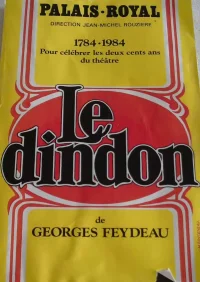 PALAIS-ROYAL
DIRECTION JEAN-MICHEL ROUZIERE
1784-1984
Pour célébrer les deux cents ans
du théâtre
Le
dindon
de
GEORGES FEYDEAU